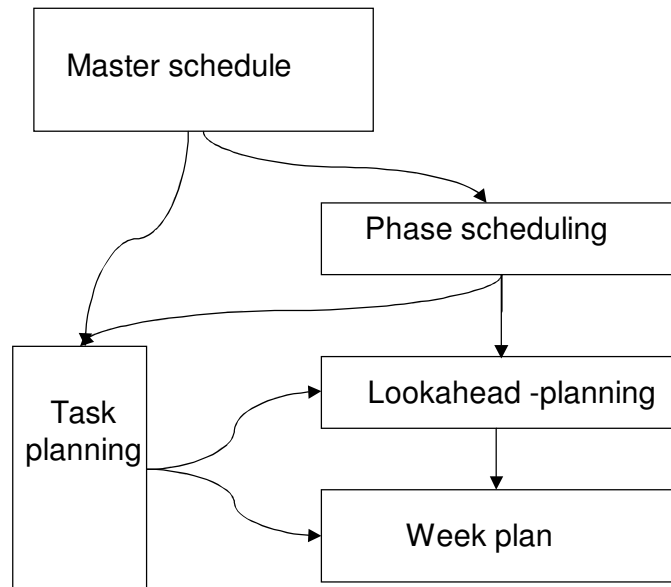 Master schedule
Phase scheduling
Lookahead -planning
Task
planning
Week plan